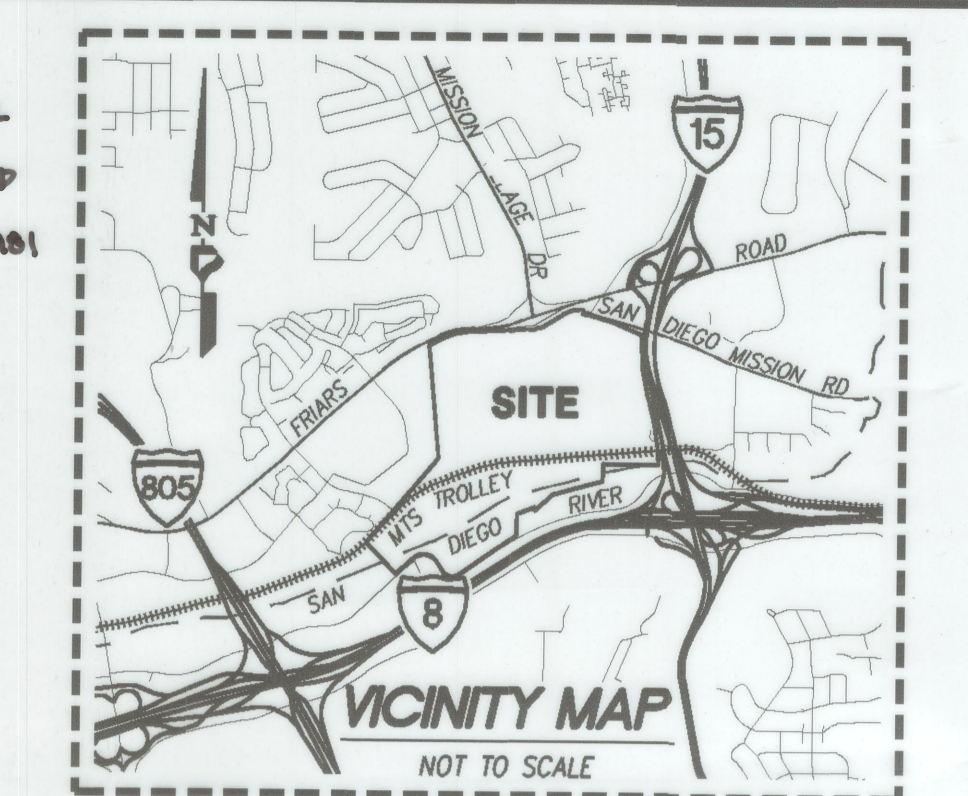 MISSION
LAGE
DR
15
N
ROAD
SAN DIEGO MISSION RD
FRIARS
SITE
805
MTS TROLLEY
SAN DIEGO RIVER
8
VICINITY MAP
NOT TO SCALE